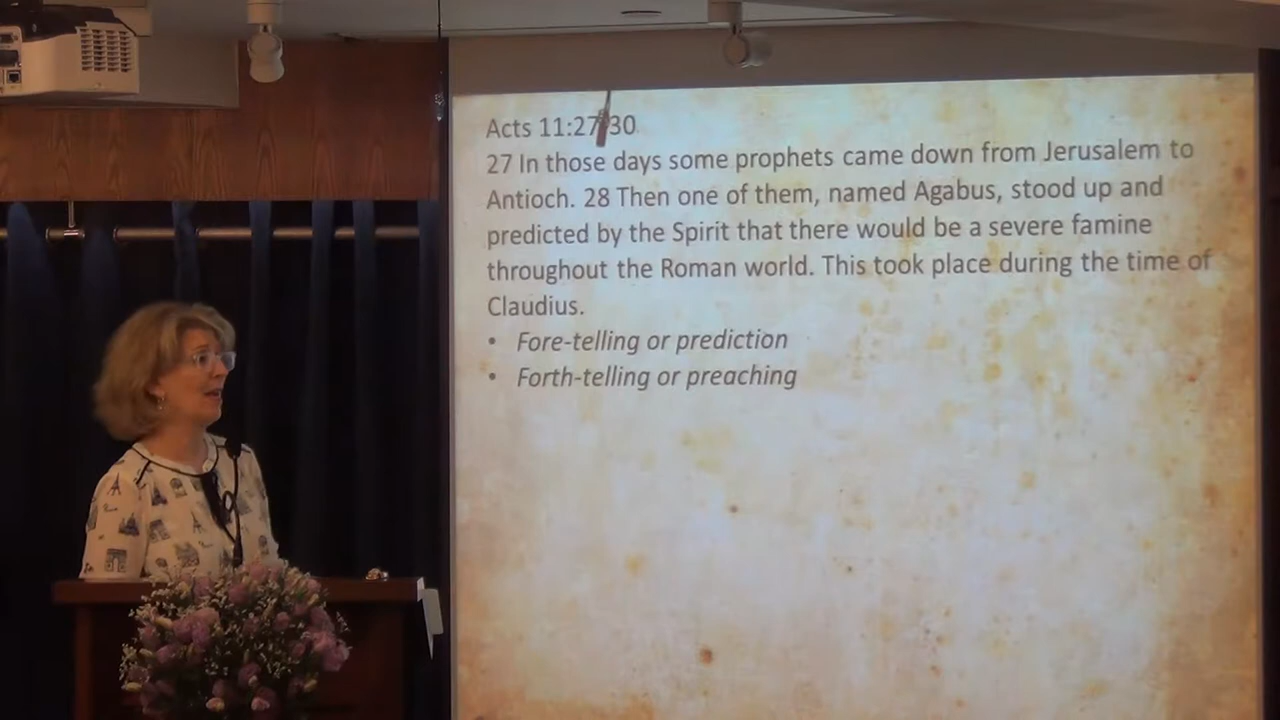 Acts 11:27-30
27 In those days some prophets came down from Jerusalem to
Antioch. 28 Then one of them, named Agabus, stood up and
predicted by the Spirit that there would be a severe famine
throughout the Roman world. This took place during the time of
Claudius.
• Fore-telling or prediction
• Forth-telling or preaching